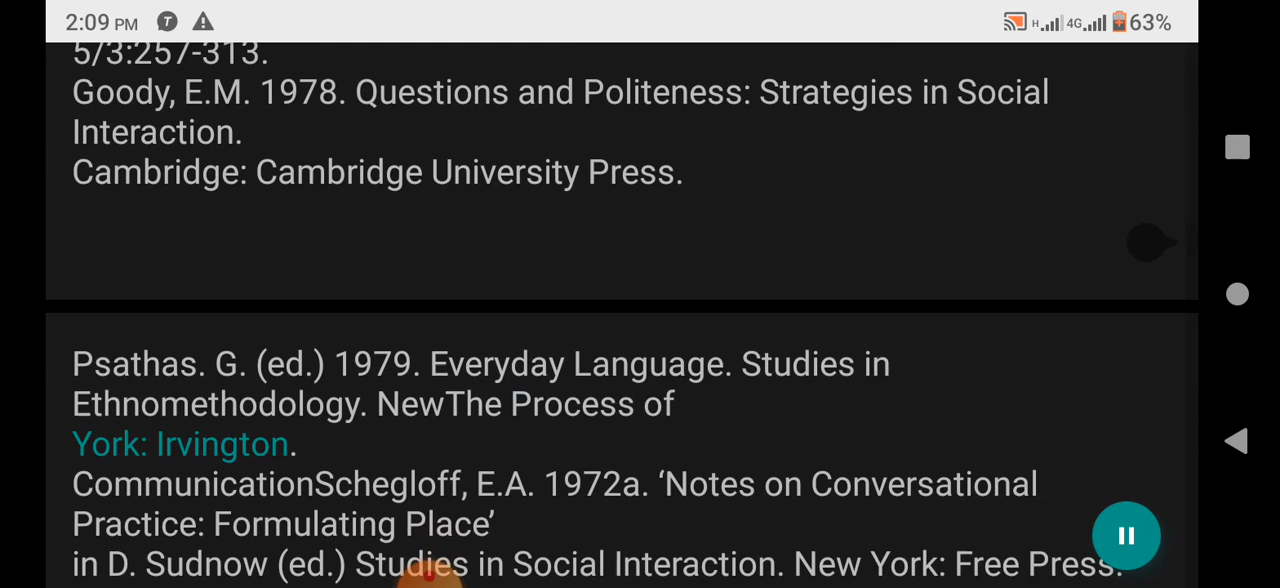 2:09 PM
H 4G 63%
5/3:257-313.
Goody, E.M. 1978. Questions and Politeness: Strategies in Social
Interaction.
Cambridge: Cambridge University Press.
Psathas. G. (ed.) 1979. Everyday Language. Studies in
Ethnomethodology. NewThe Process of
York: Irvington.
CommunicationSchegloff, E.A. 1972a. ‘Notes on Conversational
Practice: Formulating Place’
in D. Sudnow (ed.) Studies in Social Interaction. New York: Free Press.